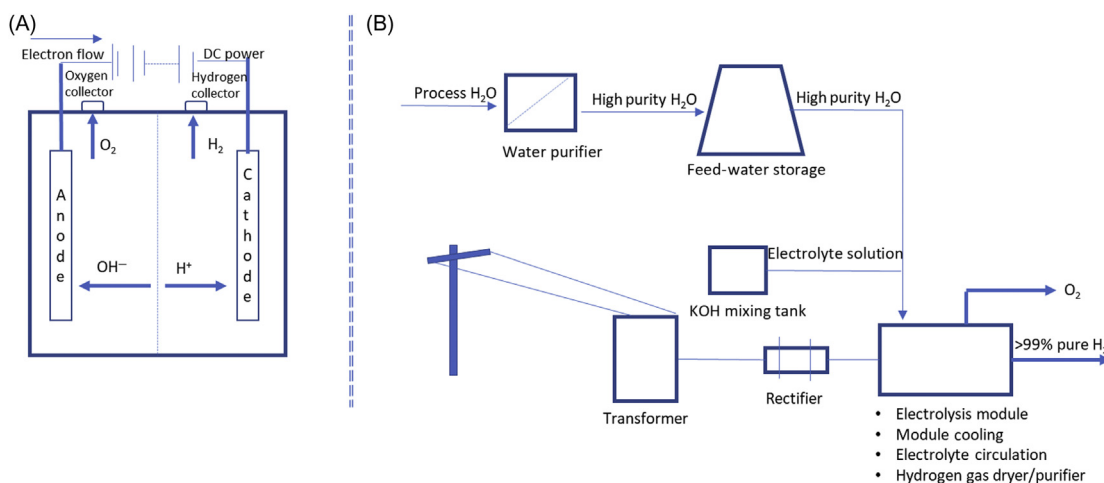 (A)
Electron flow
DC power
Oxygen
collector
Hydrogen
collector
O₂
H₂
Anode
Cathode
OH⁻
H⁺
(B)
Process H₂O
High purity H₂O
High purity H₂O
Water purifier
Feed-water storage
Electrolyte solution
KOH mixing tank
O₂
>99% pure H
Transformer
Rectifier
• Electrolysis module
• Module cooling
• Electrolyte circulation
• Hydrogen gas dryer/purifier